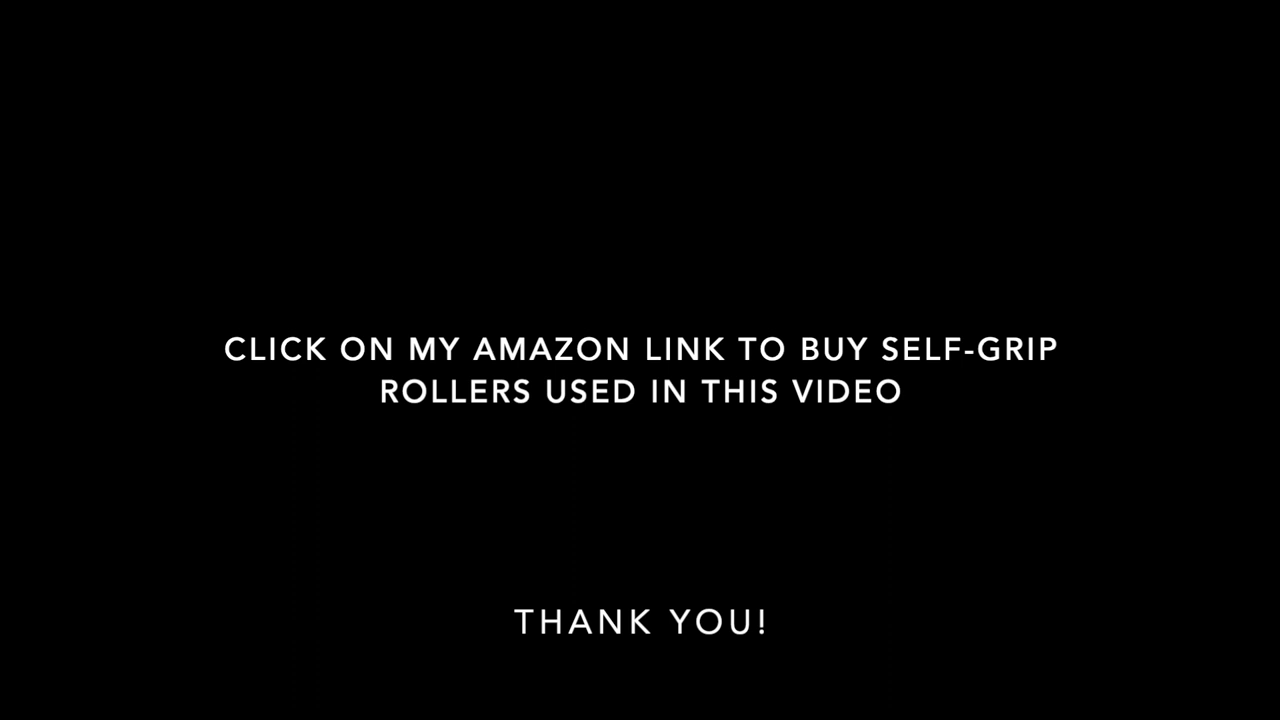 CLICK ON MY AMAZON LINK TO BUY SELF-GRIP
ROLLERS USED IN THIS VIDEO
THANK YOU!